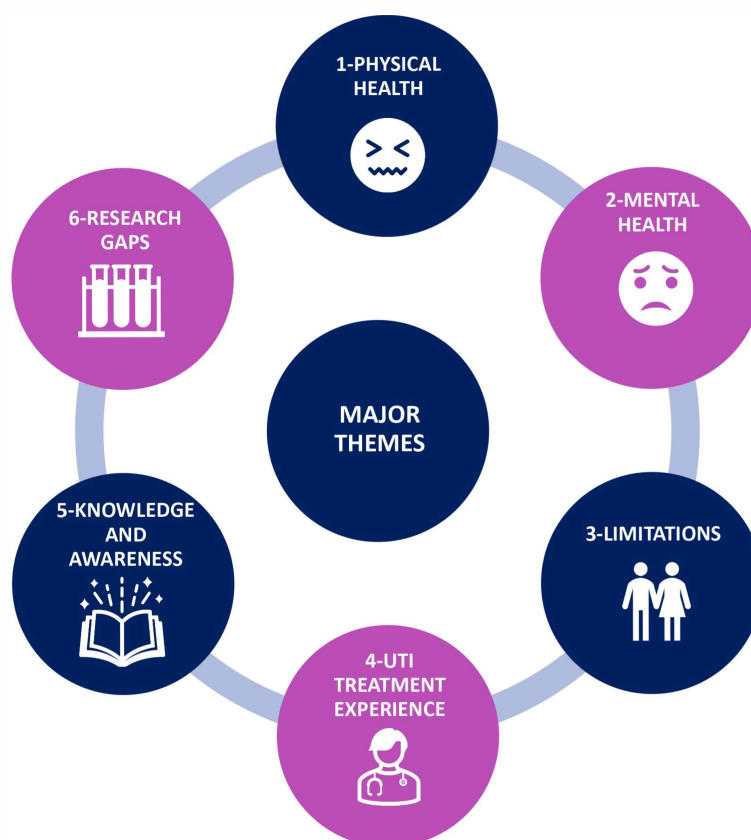 1-PHYSICAL
HEALTH
2-MENTAL
HEALTH
3-LIMITATIONS
4-UTI
TREATMENT
EXPERIENCE
5-KNOWLEDGE
AND
AWARENESS
6-RESEARCH
GAPS
MAJOR
THEMES